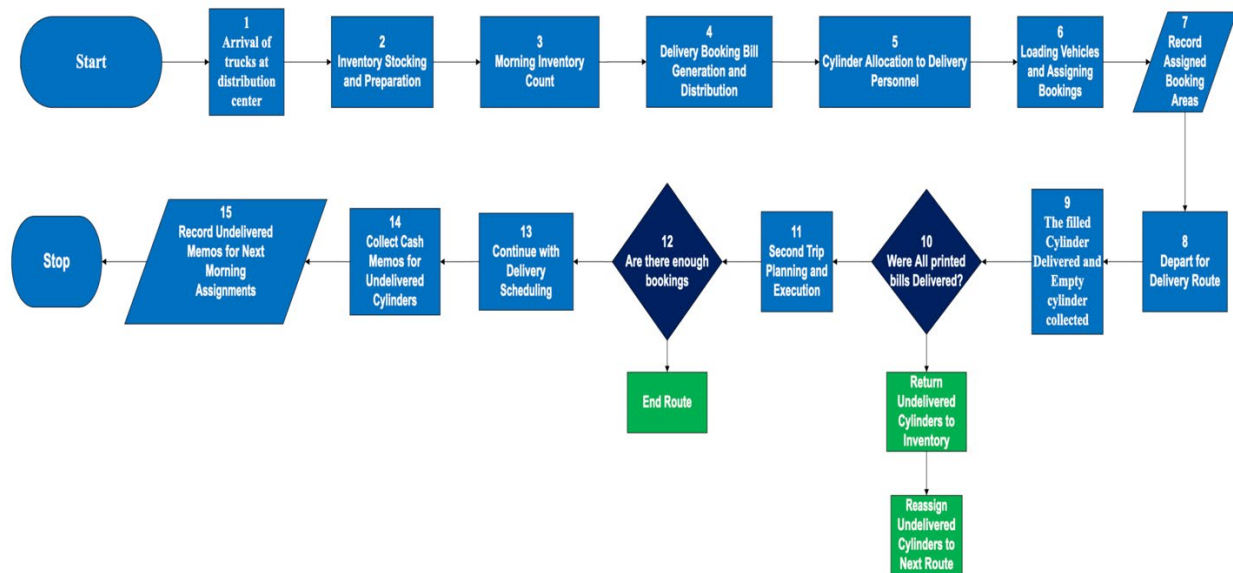 Start
1
Arrival of
trucks at
distribution
center
2
Inventory Stocking
and Preparation
3
Morning Inventory
Count
4
Delivery Booking Bill
Generation and
Distribution
5
Cylinder Allocation to Delivery
Personnel
6
Loading Vehicles
and Assigning
Bookings
7
Record
Assigned
Booking
Areas
8
Depart for
Delivery Route
9
The filled
Cylinder
Delivered and
Empty
cylinder
collected
10
Were All printed
bills Delivered?
11
Second Trip
Planning and
Execution
12
Are there enough
bookings
13
Continue with
Delivery
Scheduling
14
Collect Cash
Memos for
Undelivered
Cylinders
15
Record Undelivered
Memos for Next
Morning
Assignments
Stop
End Route
Return
Undelivered
Cylinders to
Inventory
Reassign
Undelivered
Cylinders to
Next Route